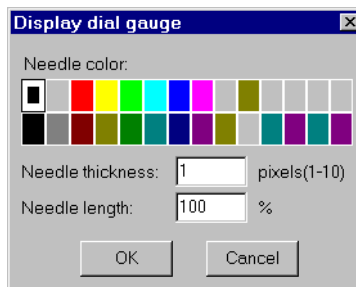 Display dial gauge
Needle color:
Needle thickness: 1 pixels(1-10)
Needle length: 100 %
OK Cancel